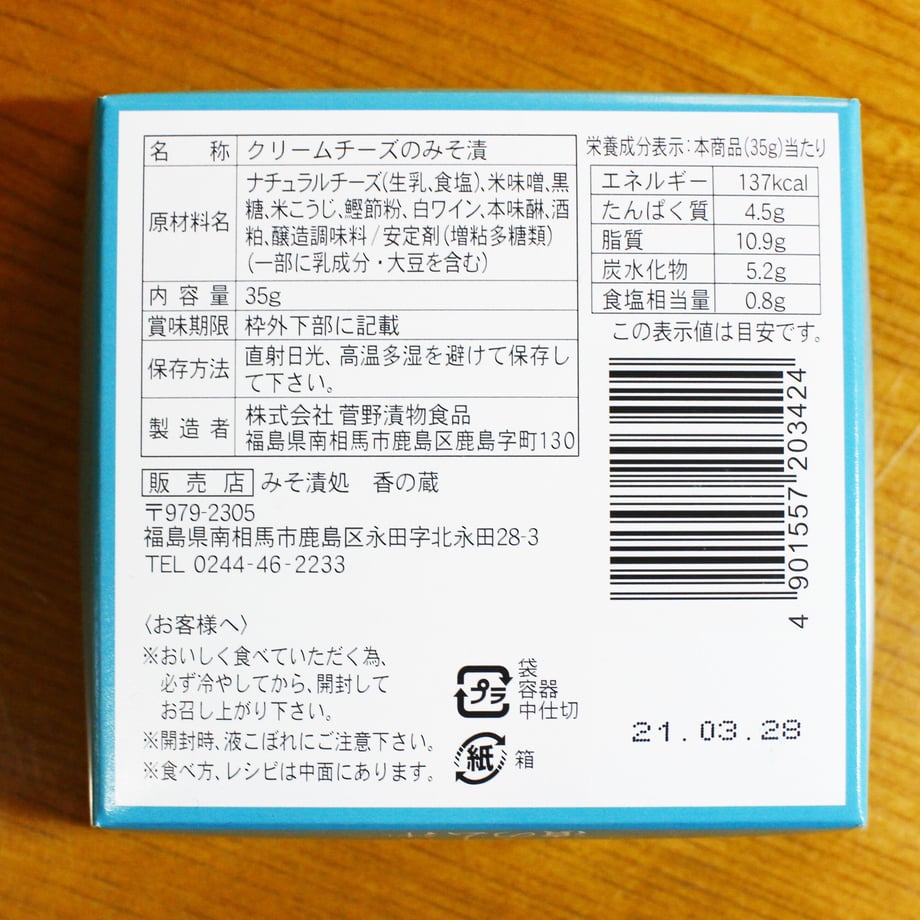 名称 クリームチーズのみそ漬
原材料名 ナチュラルチーズ(生乳、食塩)、米味噌、黒
糖、米こうじ、鰹節粉、白ワイン、本味醂、酒
粕、醸造調味料/安定剤(増粘多糖類)
(一部に乳成分・大豆を含む)
内容量 35g
賞味期限 枠外下部に記載
保存方法 直射日光、高温多湿を避けて保存し
て下さい。
製造者 株式会社 菅野漬物食品
福島県南相馬市鹿島区鹿島字町130
販売店 みそ漬処 香の蔵
〒979-2305
福島県南相馬市鹿島区永田字北永田28-3
TEL 0244-46-2233
〈お客様へ〉
※おいしく食べていただく為、
必ず冷やしてから、開封して
お召し上がり下さい。
※開封時、液こぼれにご注意下さい。
※食べ方、レシピは中面にあります。
栄養成分表示:本商品(35g)当たり
エネルギー 137kcal
たんぱく質 4.5g
脂質 10.9g
炭水化物 5.2g
食塩相当量 0.8g
この表示値は目安です。
4 901557 203424
プラ 袋
容器
中仕切
紙 箱
21.03.28